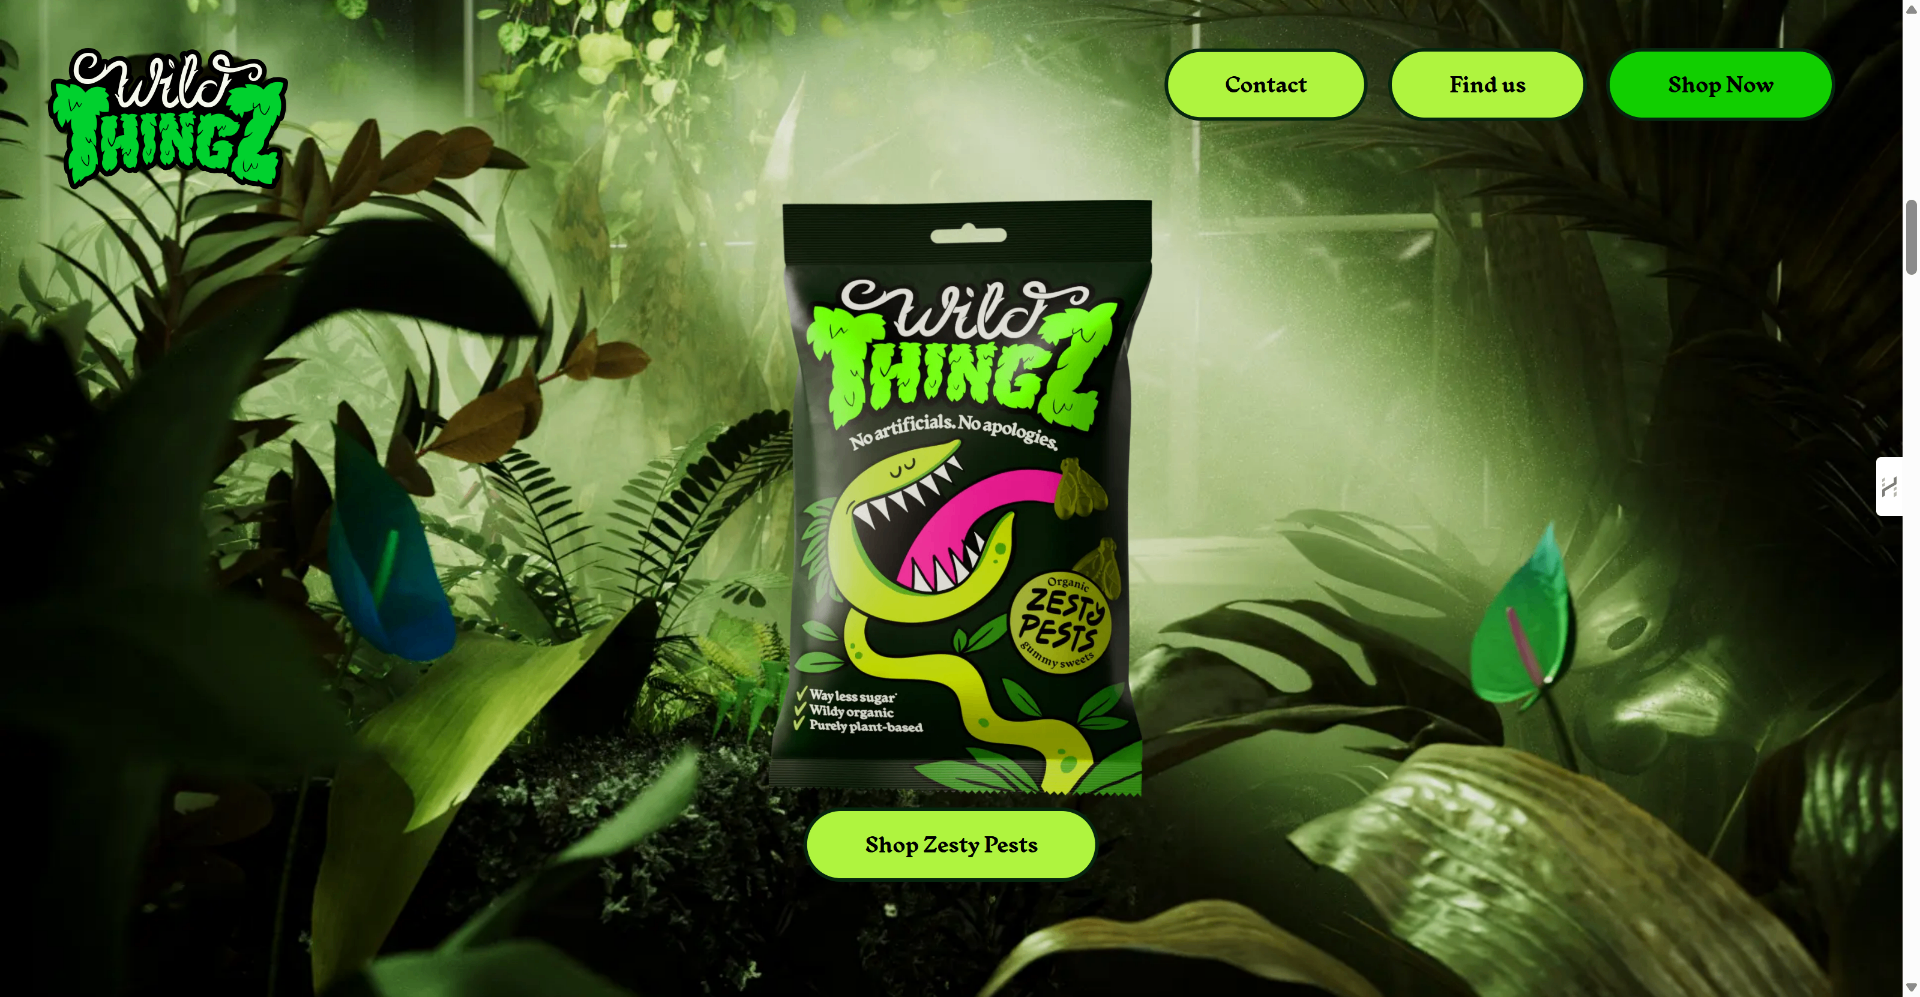 Wild
THINGZ
Contact
Find us
Shop Now
Wild
THINGZ
No artificials. No apologies.
Organic
ZESTY
PESTS
gummy sweets
✓ Way less sugar*
✓ Wildy organic
✓ Purely plant-based
Shop Zesty Pests